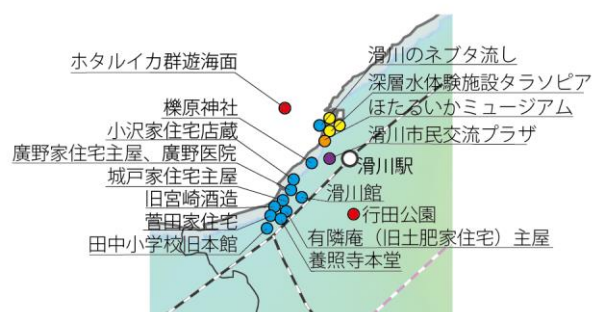 ホタルイカ群遊海面
櫟原神社
小沢家住宅店蔵
廣野家住宅主屋、廣野医院
城戸家住宅主屋
旧宮崎酒造
菅田家住宅
田中小学校旧本館
滑川のネブタ流し
深層水体験施設タラソピア
ほたるいかミュージアム
滑川市民交流プラザ
滑川駅
滑川館
行田公園
有隣庵（旧土肥家住宅）主屋
養照寺本堂